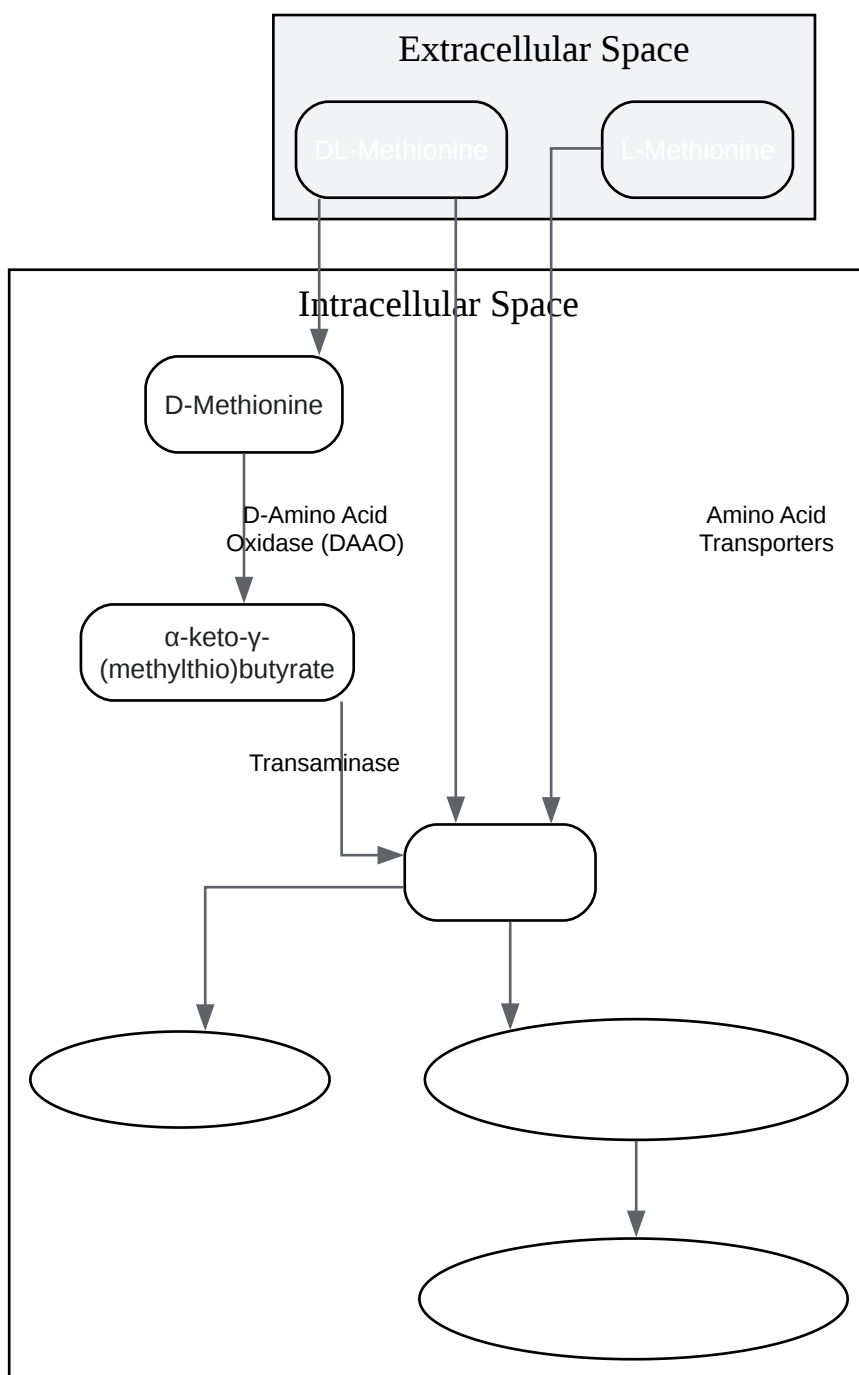 Extracellular Space
DL-Methionine
L-Methionine
Intracellular Space
D-Methionine
D-Amino Acid
Oxidase (DAAO)
Amino Acid
Transporters
α-keto-γ-
(methylthio)butyrate
Transaminase